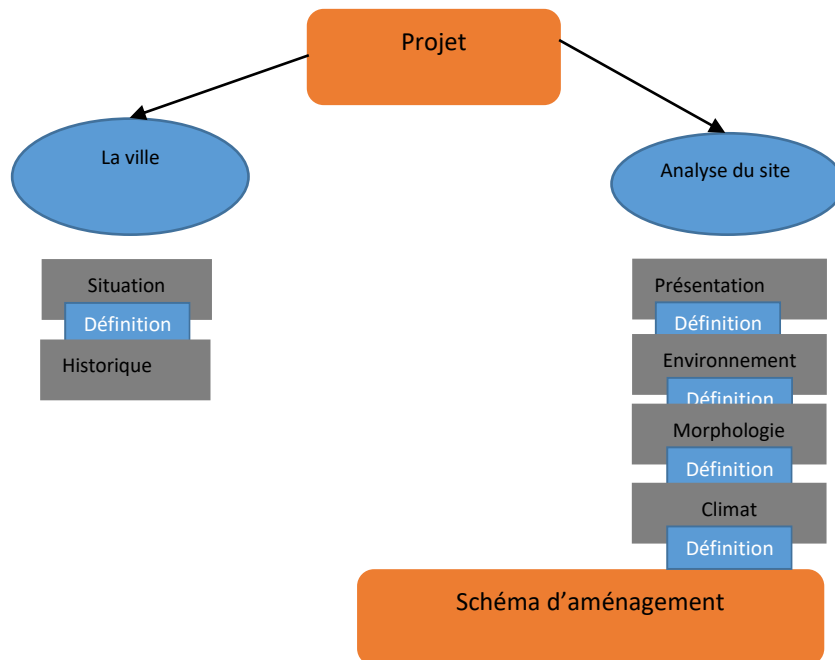 Projet
La ville
Analyse du site
Situation
Définition
Historique
Présentation
Définition
Environnement
Définition
Morphologie
Définition
Climat
Définition
Schéma d'aménagement